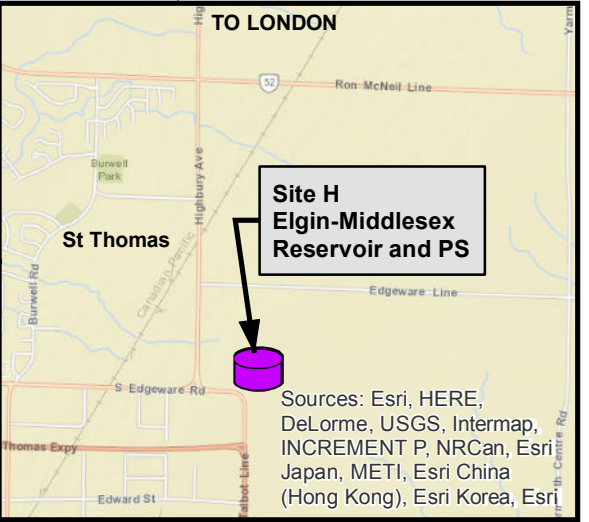 TO LONDON
52
Ron McNeil Line
Burwell
Park
Highbury Ave
Site H
Elgin-Middlesex
Reservoir and PS
St Thomas
Canadian Pacific
Burwell Rd
Edgeware Line
S Edgeware Rd
Sources: Esri, HERE,
DeLorme, USGS, Intermap,
INCREMENT P, NRCan, Esri
Japan, METI, Esri China
(Hong Kong), Esri Korea, Esri
Thomas Expy
Talbot Line
Centre Rd
Edward St